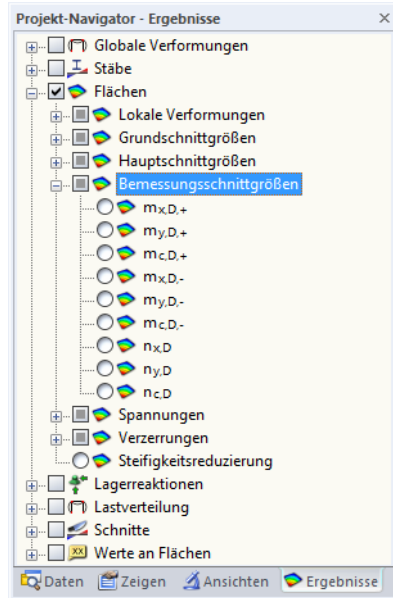 Projekt-Navigator - Ergebnisse
Globale Verformungen
Stäbe
Flächen
Lokale Verformungen
Grundschnittgrößen
Hauptschnittgrößen
Bemessungsschnittgrößen
mx,D,+
my,D,+
mc,D,+
mx,D,-
my,D,-
mc,D,-
nx,D
ny,D
nc,D
Spannungen
Verzerrungen
Steifigkeitsreduzierung
Lagerreaktionen
Lastverteilung
Schnitte
xx Werte an Flächen
Daten Zeigen Ansichten Ergebnisse